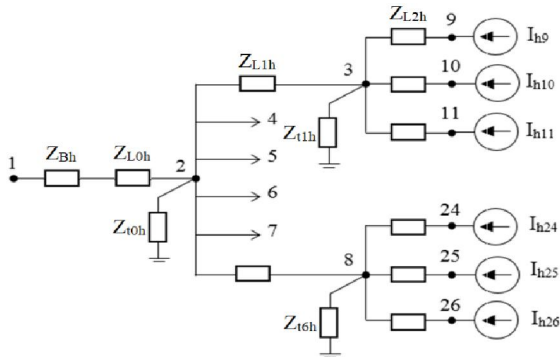 Z_L2h 9 I_h9
Z_L1h 3 10 I_h10
4 Z_t1h 11 I_h11
1 Z_Bh Z_L0h 2 5
6
Z_t0h 7 24 I_h24
8 25 I_h25
Z_t6h 26 I_h26